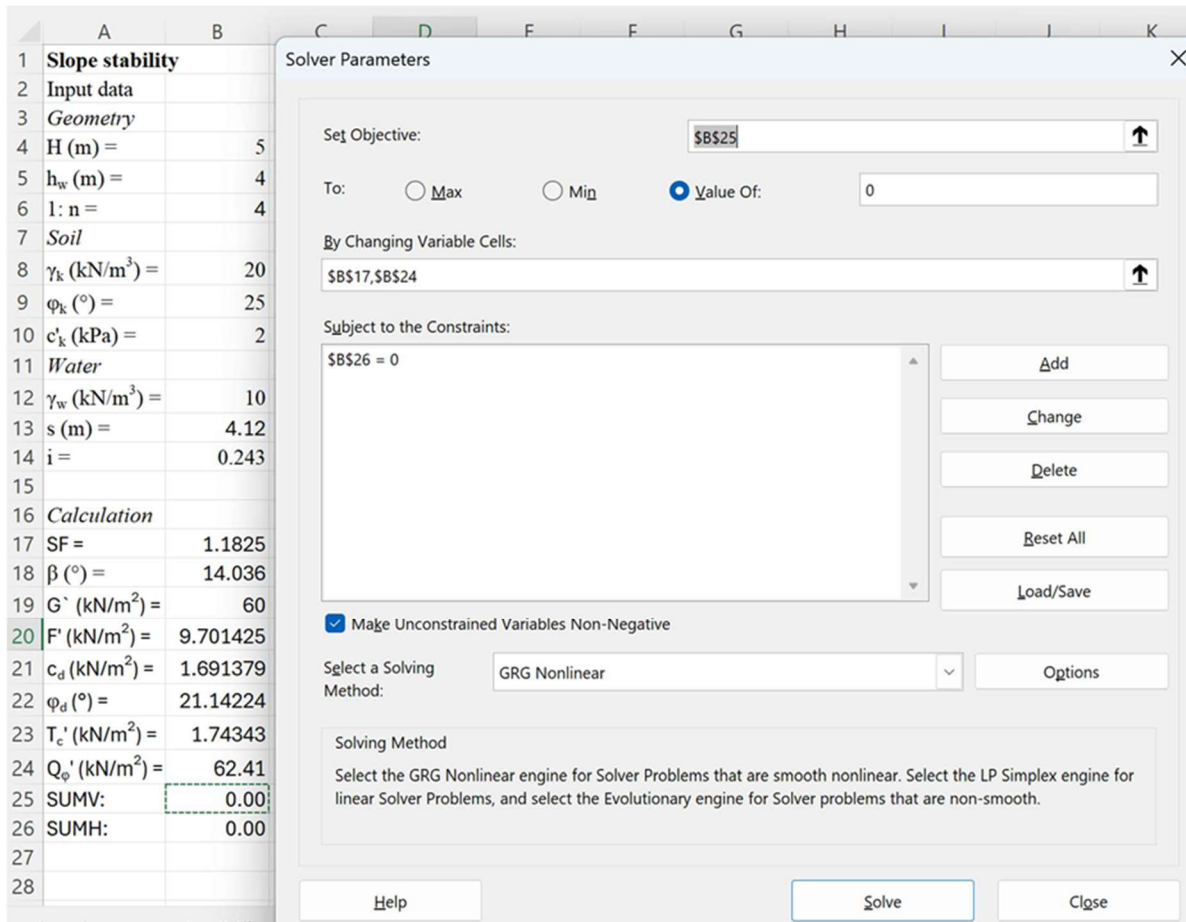 A B C D E F G H I J K
1 Slope stability
2 Input data
3 Geometry
4 H (m) = 5
5 hw (m) = 4
6 1: n = 4
7 Soil
8 γk (kN/m³) = 20
9 φk (°) = 25
10 c'k (kPa) = 2
11 Water
12 γw (kN/m³) = 10
13 s (m) = 4.12
14 i = 0.243
15
16 Calculation
17 SF = 1.1825
18 β (°) = 14.036
19 G` (kN/m²) = 60
20 F' (kN/m²) = 9.701425
21 cd (kN/m²) = 1.691379
22 φd (°) = 21.14224
23 Tc' (kN/m²) = 1.74343
24 Qφ' (kN/m²) = 62.41
25 SUMV: 0.00
26 SUMH: 0.00
27
28
Solver Parameters
Set Objective: $B$25
To: Max Min Value Of: 0
By Changing Variable Cells:
$B$17,$B$24
Subject to the Constraints:
$B$26 = 0
Add
Change
Delete
Reset All
Load/Save
Make Unconstrained Variables Non-Negative
Select a Solving
Method:
GRG Nonlinear
Options
Solving Method
Select the GRG Nonlinear engine for Solver Problems that are smooth nonlinear. Select the LP Simplex engine for
linear Solver Problems, and select the Evolutionary engine for Solver problems that are non-smooth.
Help
Solve
Close